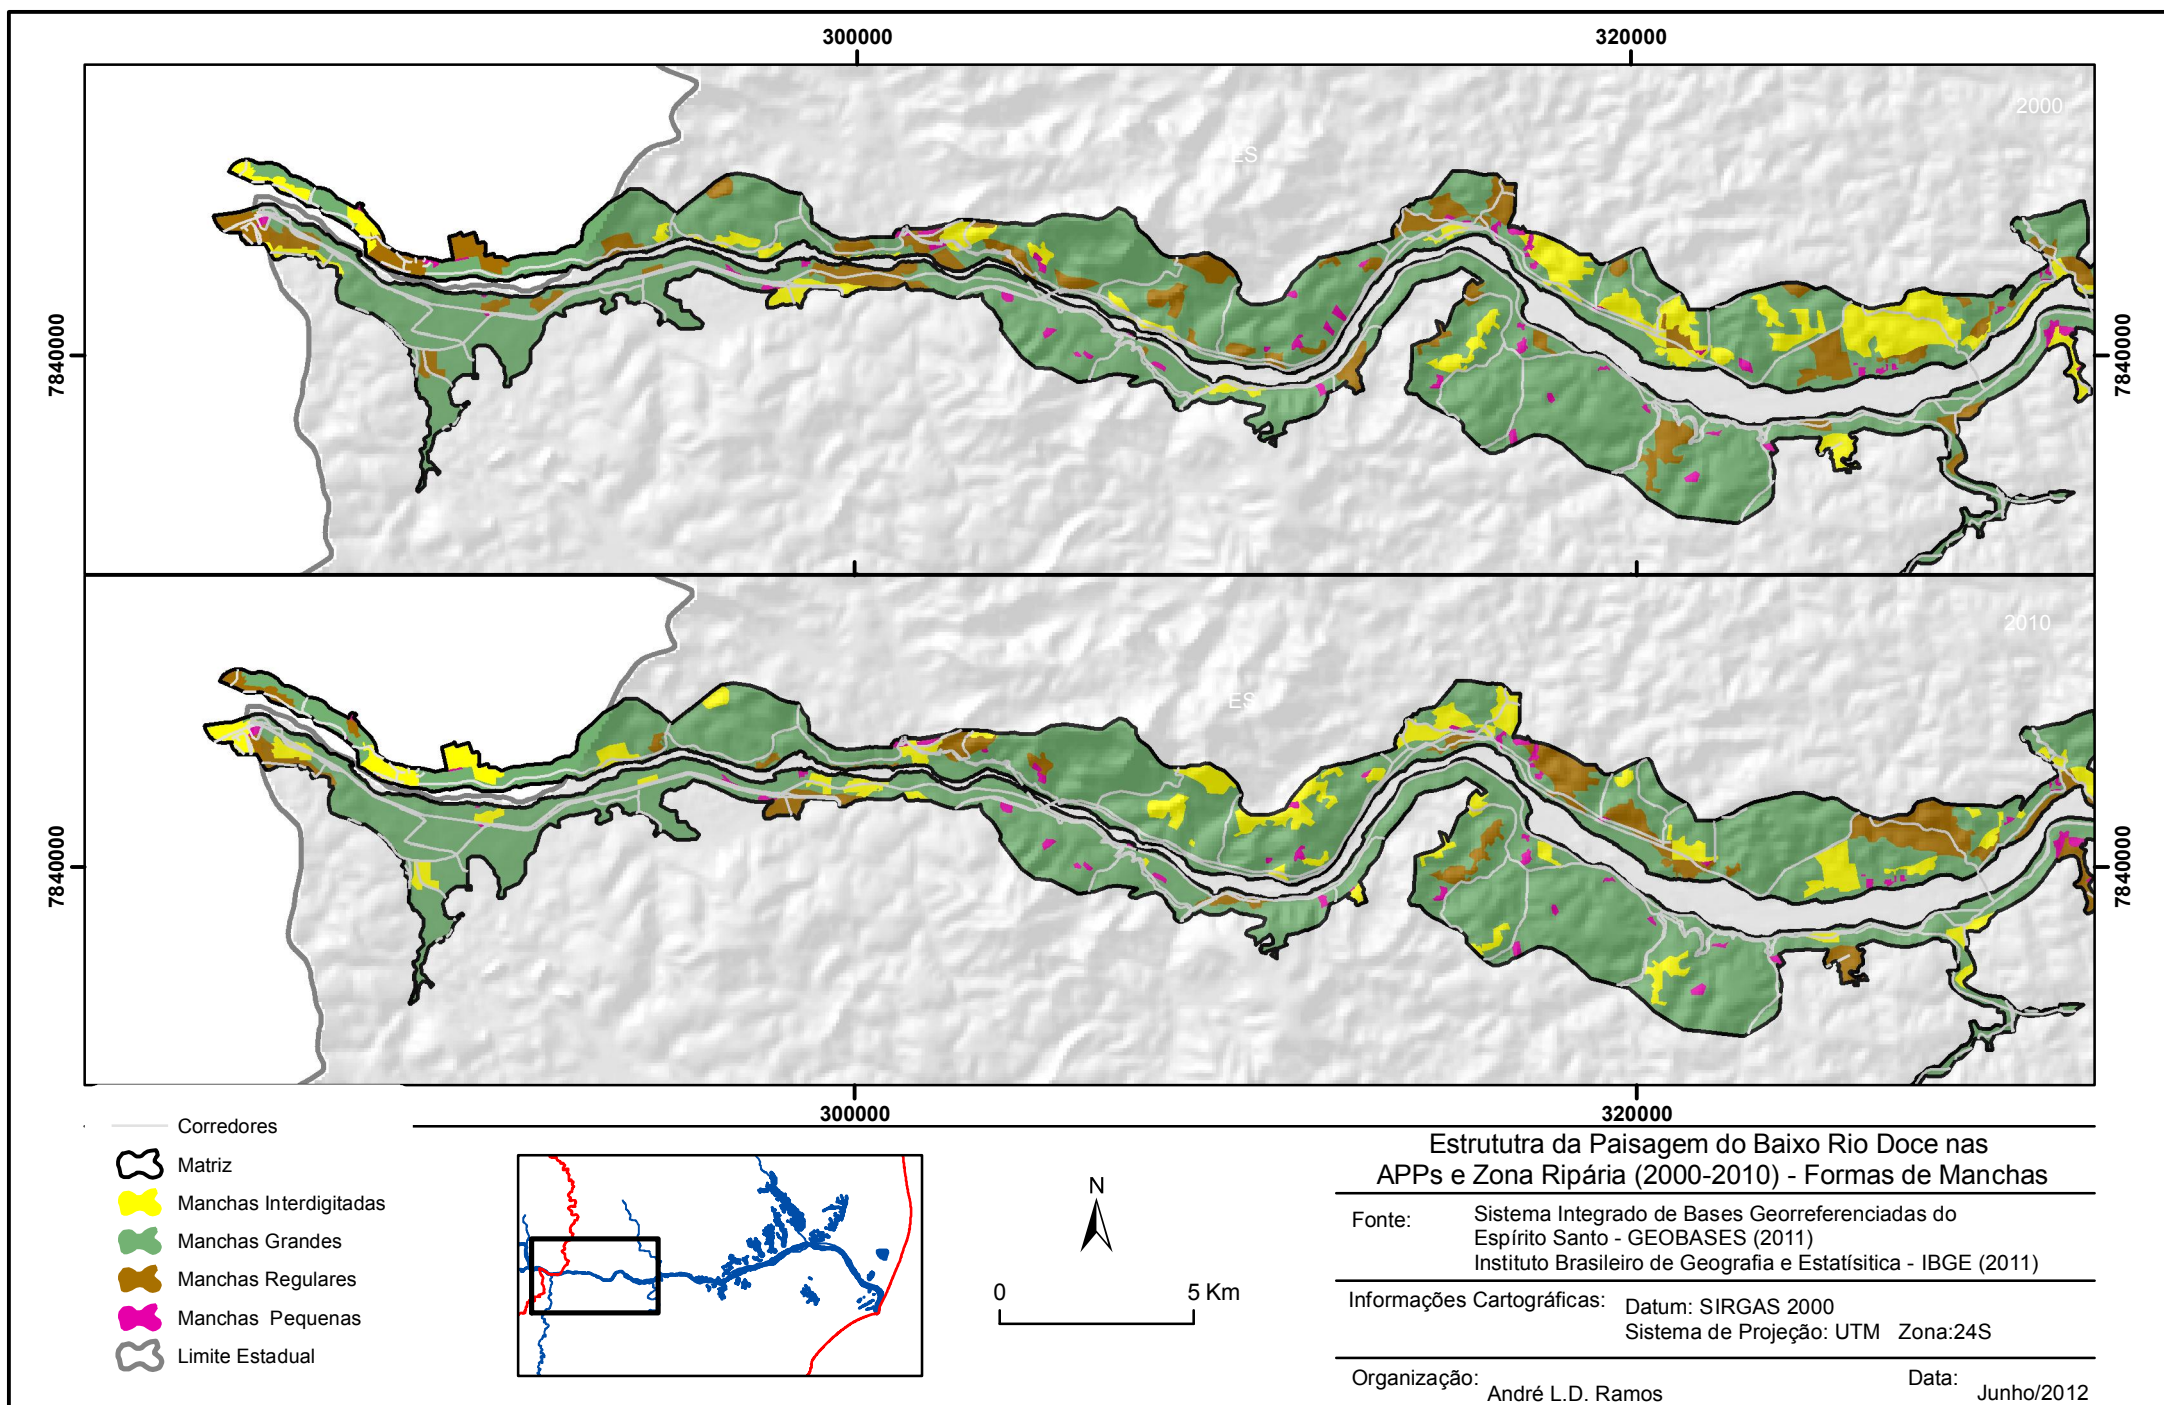 300000
320000
2000
ES
7840000
7840000
2010
ES
7840000
7840000
300000
320000
Corredores
Matriz
Manchas Interdigitadas
Manchas Grandes
Manchas Regulares
Manchas Pequenas
Limite Estadual
N
0
5 Km
Estrututra da Paisagem do Baixo Rio Doce nas
APPs e Zona Ripária (2000-2010) - Formas de Manchas
Fonte:
Sistema Integrado de Bases Georreferenciadas do
Espírito Santo - GEOBASES (2011)
Instituto Brasileiro de Geografia e Estatísitica - IBGE (2011)
Informações Cartográficas:
Datum: SIRGAS 2000
Sistema de Projeção: UTM Zona:24S
Organização:
André L.D. Ramos
Data:
Junho/2012